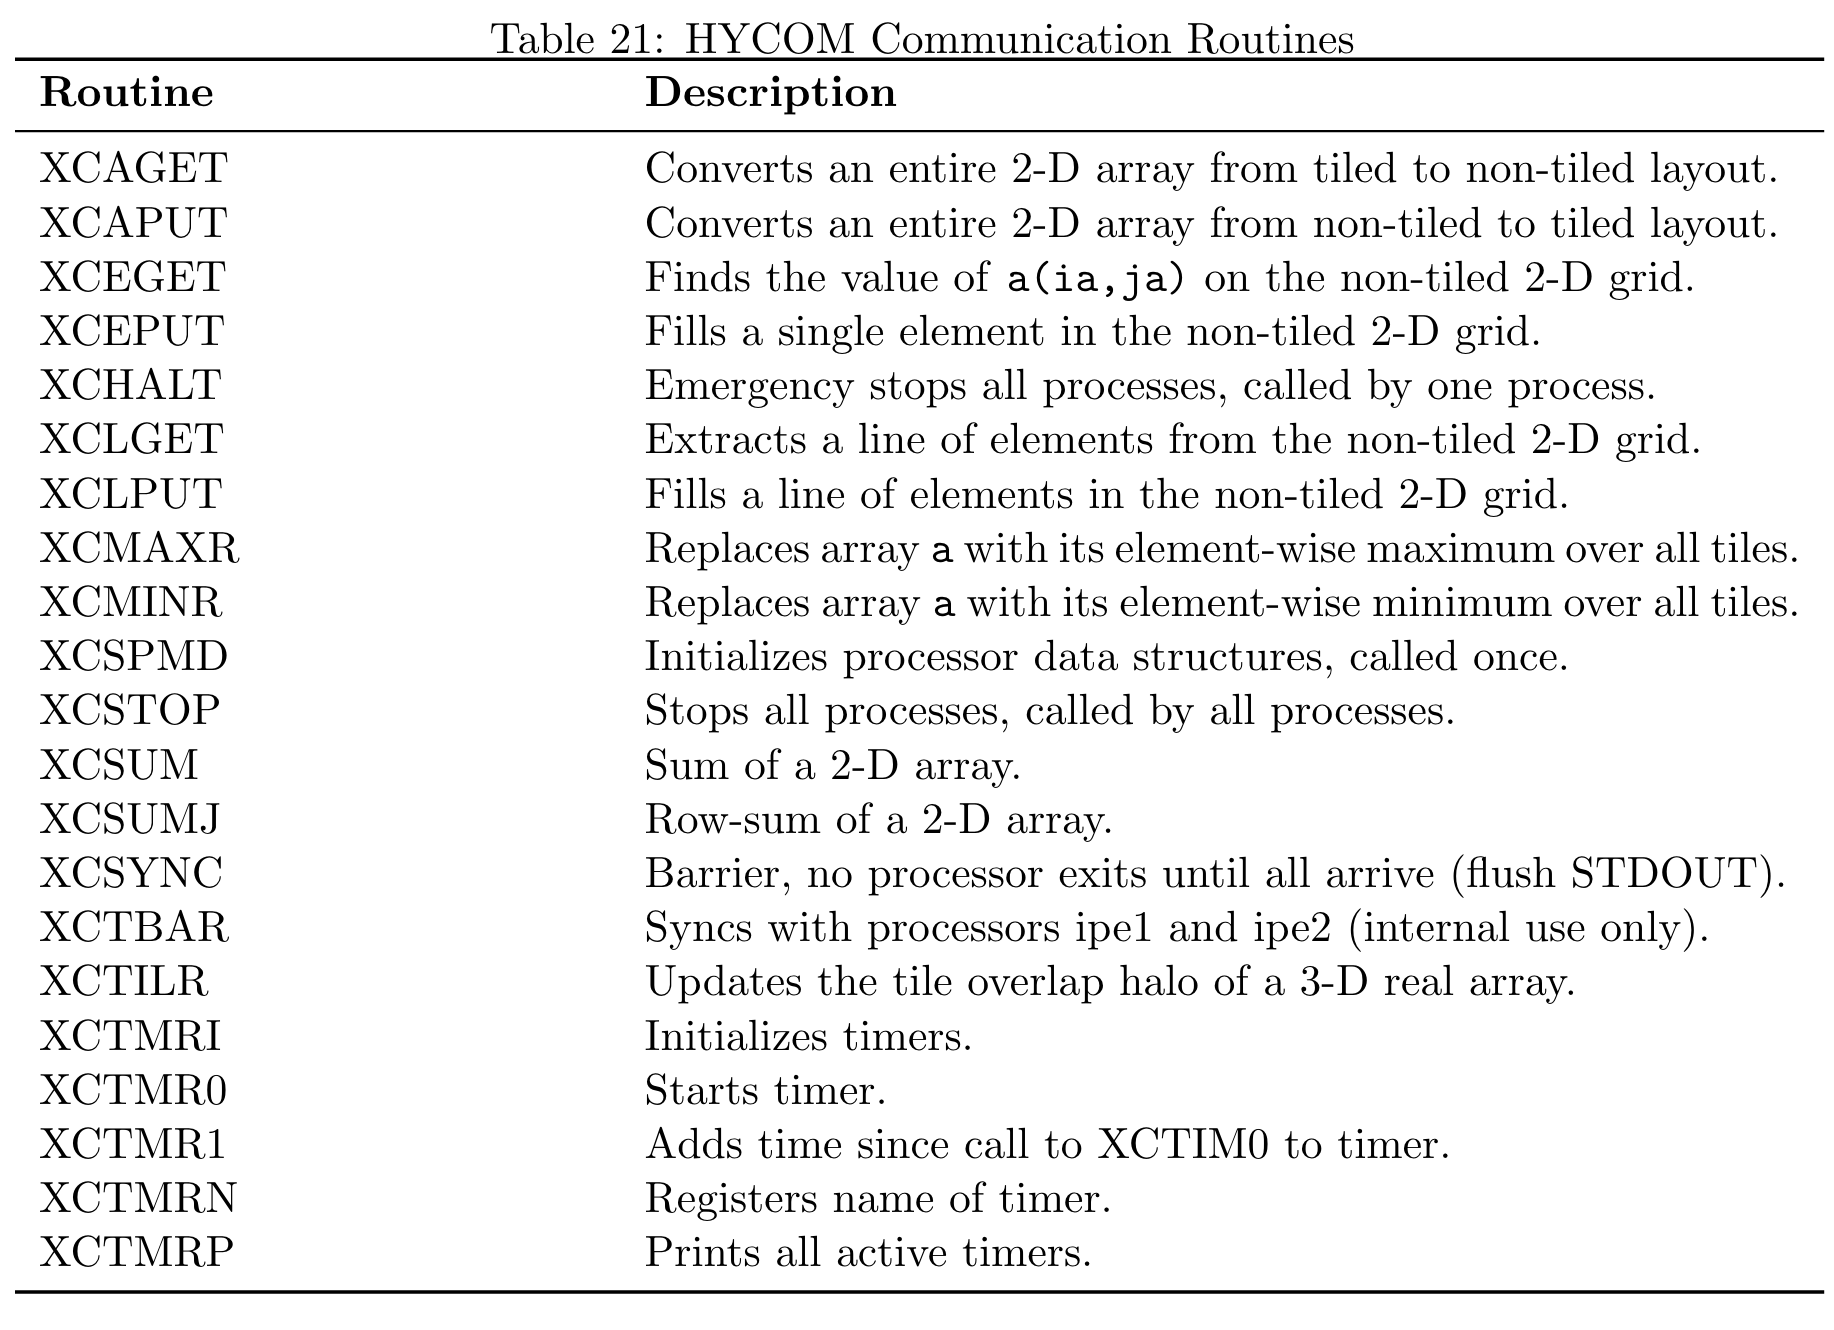 Table 21: HYCOM Communication Routines
Routine Description
XCAGET Converts an entire 2-D array from tiled to non-tiled layout.
XCAPUT Converts an entire 2-D array from non-tiled to tiled layout.
XCEGET Finds the value of a(ia,ja) on the non-tiled 2-D grid.
XCEPUT Fills a single element in the non-tiled 2-D grid.
XCHALT Emergency stops all processes, called by one process.
XCLGET Extracts a line of elements from the non-tiled 2-D grid.
XCLPUT Fills a line of elements in the non-tiled 2-D grid.
XCMAXR Replaces array a with its element-wise maximum over all tiles.
XCMINR Replaces array a with its element-wise minimum over all tiles.
XCSPMD Initializes processor data structures, called once.
XCSTOP Stops all processes, called by all processes.
XCSUM Sum of a 2-D array.
XCSUMJ Row-sum of a 2-D array.
XCSYNC Barrier, no processor exits until all arrive (flush STDOUT).
XCTBAR Syncs with processors ipe1 and ipe2 (internal use only).
XCTILR Updates the tile overlap halo of a 3-D real array.
XCTMRI Initializes timers.
XCTMR0 Starts timer.
XCTMR1 Adds time since call to XCTIM0 to timer.
XCTMRN Registers name of timer.
XCTMRP Prints all active timers.